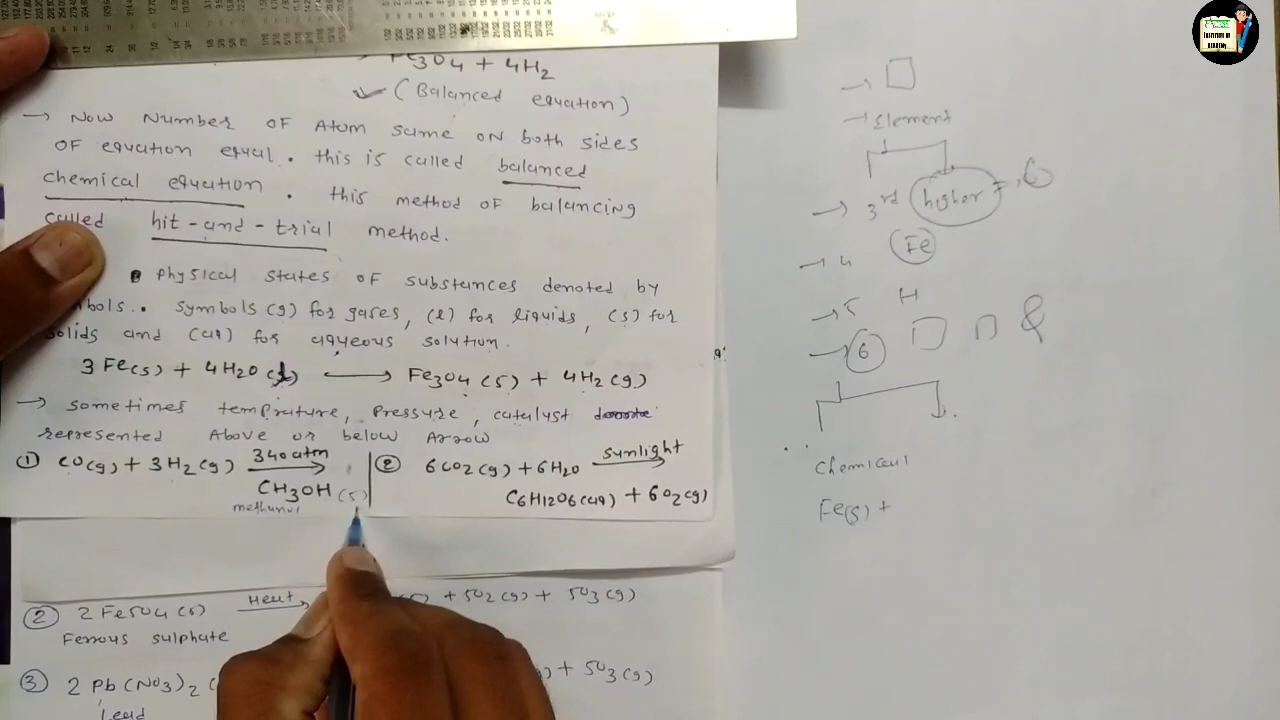 Fe3O4 + 4H2
(Balanced equation)
→ Now Number OF Atom same ON both sides
OF equation equal. this is called balanced
chemical equation. this method OF balancing
called hit-and-trial method.
• Physical states OF substances denoted by
symbols. (g) for gases, (l) for liquids, (s) for
solids and (aq) for aqueous solution.
3 Fe(s) + 4H2O (l) → Fe3O4 (s) + 4H2 (g)
→ sometimes temprature, Pressure, catalyst
represented Above or below Arrow
① CO(g) + 3H2(g) 340 atm →
CH3OH (s)
methanol
② 6CO2(g) + 6H2O sunlight →
C6H12O6(aq) + 6O2(g)
② 2 FeSO4(s) Heat → + SO2(g) + SO3(g)
Ferrous sulphate
③ 2 Pb(NO3)2 + SO3(g)
Lead
→ Element
→ 3rd higher =
→ 4 Fe
→ 5 H
→ 6 &
Chemical
Fe(s) +